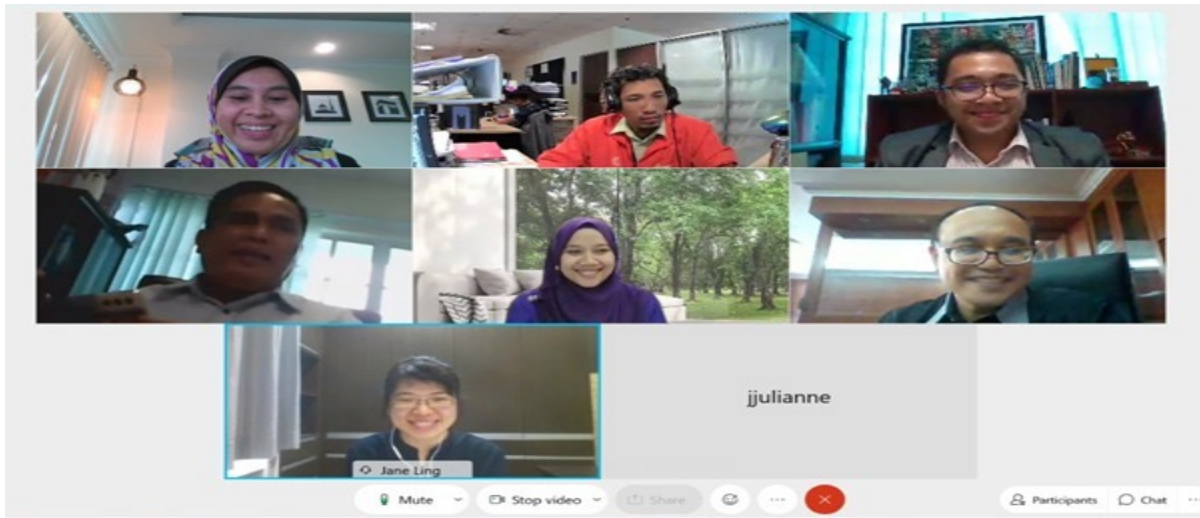 jjulianne
Jane Ling
Mute
Stop video
Share
Participants
Chat